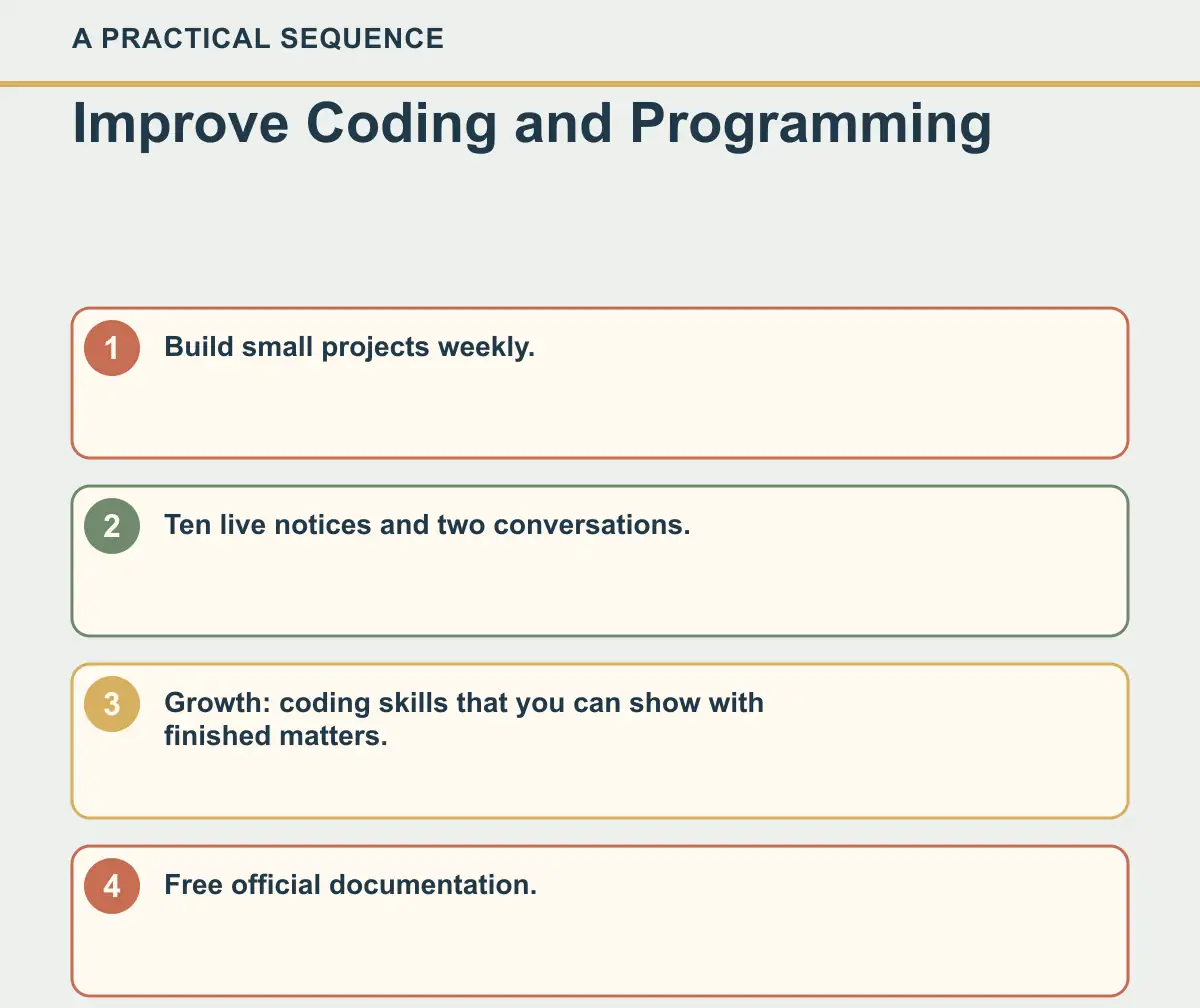 A PRACTICAL SEQUENCE
Improve Coding and Programming
1
Build small projects weekly.
2
Ten live notices and two conversations.
3
Growth: coding skills that you can show with
finished matters.
4
Free official documentation.